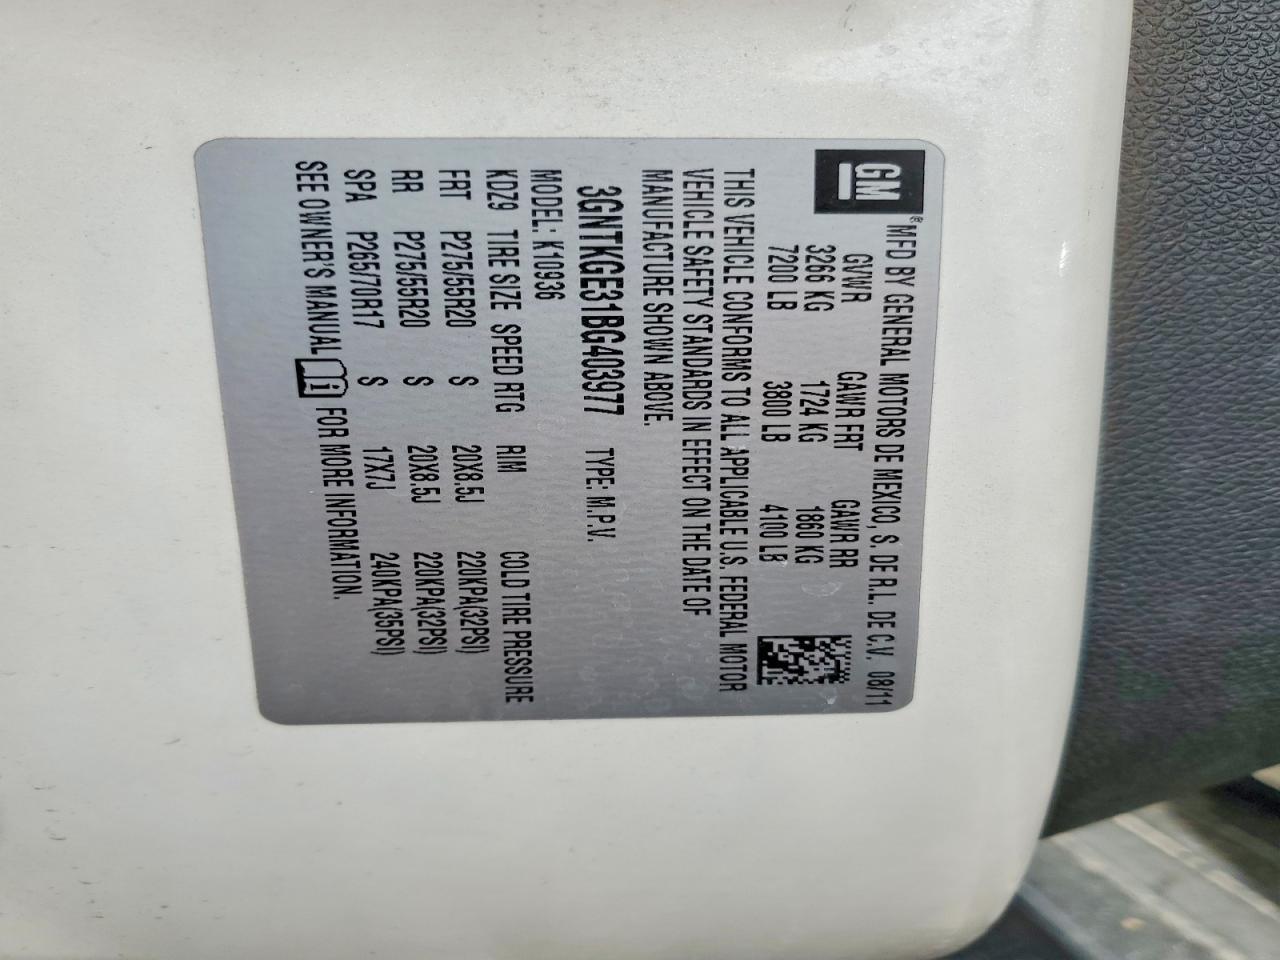 GM
®MFD BY GENERAL MOTORS DE MEXICO, S. DE R.L. DE C.V. 08/11
GVWR GAWR FRT GAWR RR
3266 KG 1724 KG 1860 KG
7200 LB 3800 LB 4100 LB
THIS VEHICLE CONFORMS TO ALL APPLICABLE U.S. FEDERAL MOTOR
VEHICLE SAFETY STANDARDS IN EFFECT ON THE DATE OF
MANUFACTURE SHOWN ABOVE.
3GNTKGE31BG403977 TYPE: M.P.V.
MODEL: K10936
KDZ9 TIRE SIZE SPEED RTG RIM COLD TIRE PRESSURE
FRT P275/55R20 S 20X8.5J 220KPA(32PSI)
RR P275/55R20 S 20X8.5J 220KPA(32PSI)
SPA P265/70R17 S 17X7J 240KPA(35PSI)
SEE OWNER'S MANUAL i FOR MORE INFORMATION.